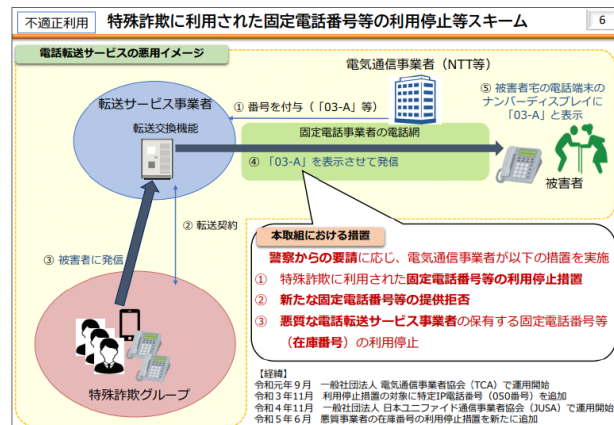 不適正利用
特殊詐欺に利用された固定電話番号等の利用停止等スキーム
6
電話転送サービスの悪用イメージ
電気通信事業者（NTT等）
転送サービス事業者
転送交換機能
① 番号を付与（「03-A」等）
固定電話事業者の電話網
④ 「03-A」を表示させて発信
⑤ 被害者宅の電話端末の
ナンバーディスプレイに
「03-A」と表示
被害者
② 転送契約
③ 被害者に発信
特殊詐欺グループ
本取組における措置
警察からの要請に応じ、電気通信事業者が以下の措置を実施
① 特殊詐欺に利用された固定電話番号等の利用停止措置
② 新たな固定電話番号等の提供拒否
③ 悪質な電話転送サービス事業者の保有する固定電話番号等
（在庫番号）の利用停止
【経緯】
令和元年９月 一般社団法人 電気通信事業者協会（TCA）で運用開始
令和３年11月 利用停止措置の対象に特定IP電話番号（050番号）を追加
令和４年11月 一般社団法人 日本ユニファイド通信事業者協会（JUSA）で運用開始
令和５年６月 悪質事業者の在庫番号の利用停止措置を新たに追加